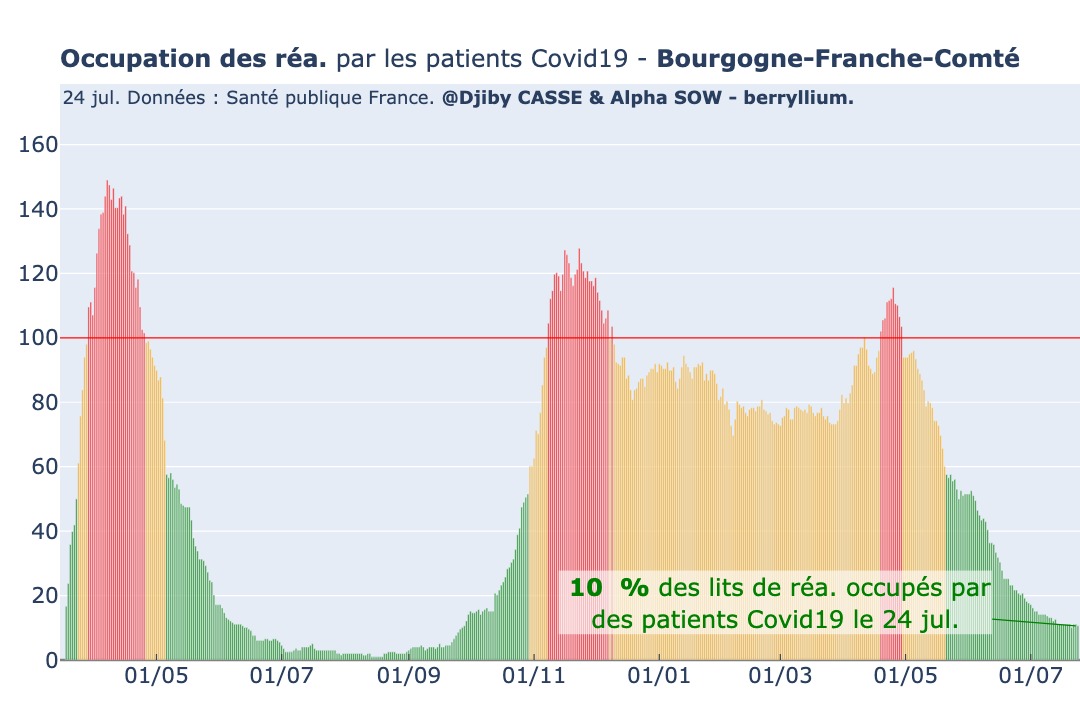 Occupation des réa. par les patients Covid19 - Bourgogne-Franche-Comté
24 jul. Données : Santé publique France. @Djiby CASSE & Alpha SOW - berryllium.
160
140
120
100
80
60
40
20
0
10 % des lits de réa. occupés par
des patients Covid19 le 24 jul.
01/05 01/07 01/09 01/11 01/01 01/03 01/05 01/07